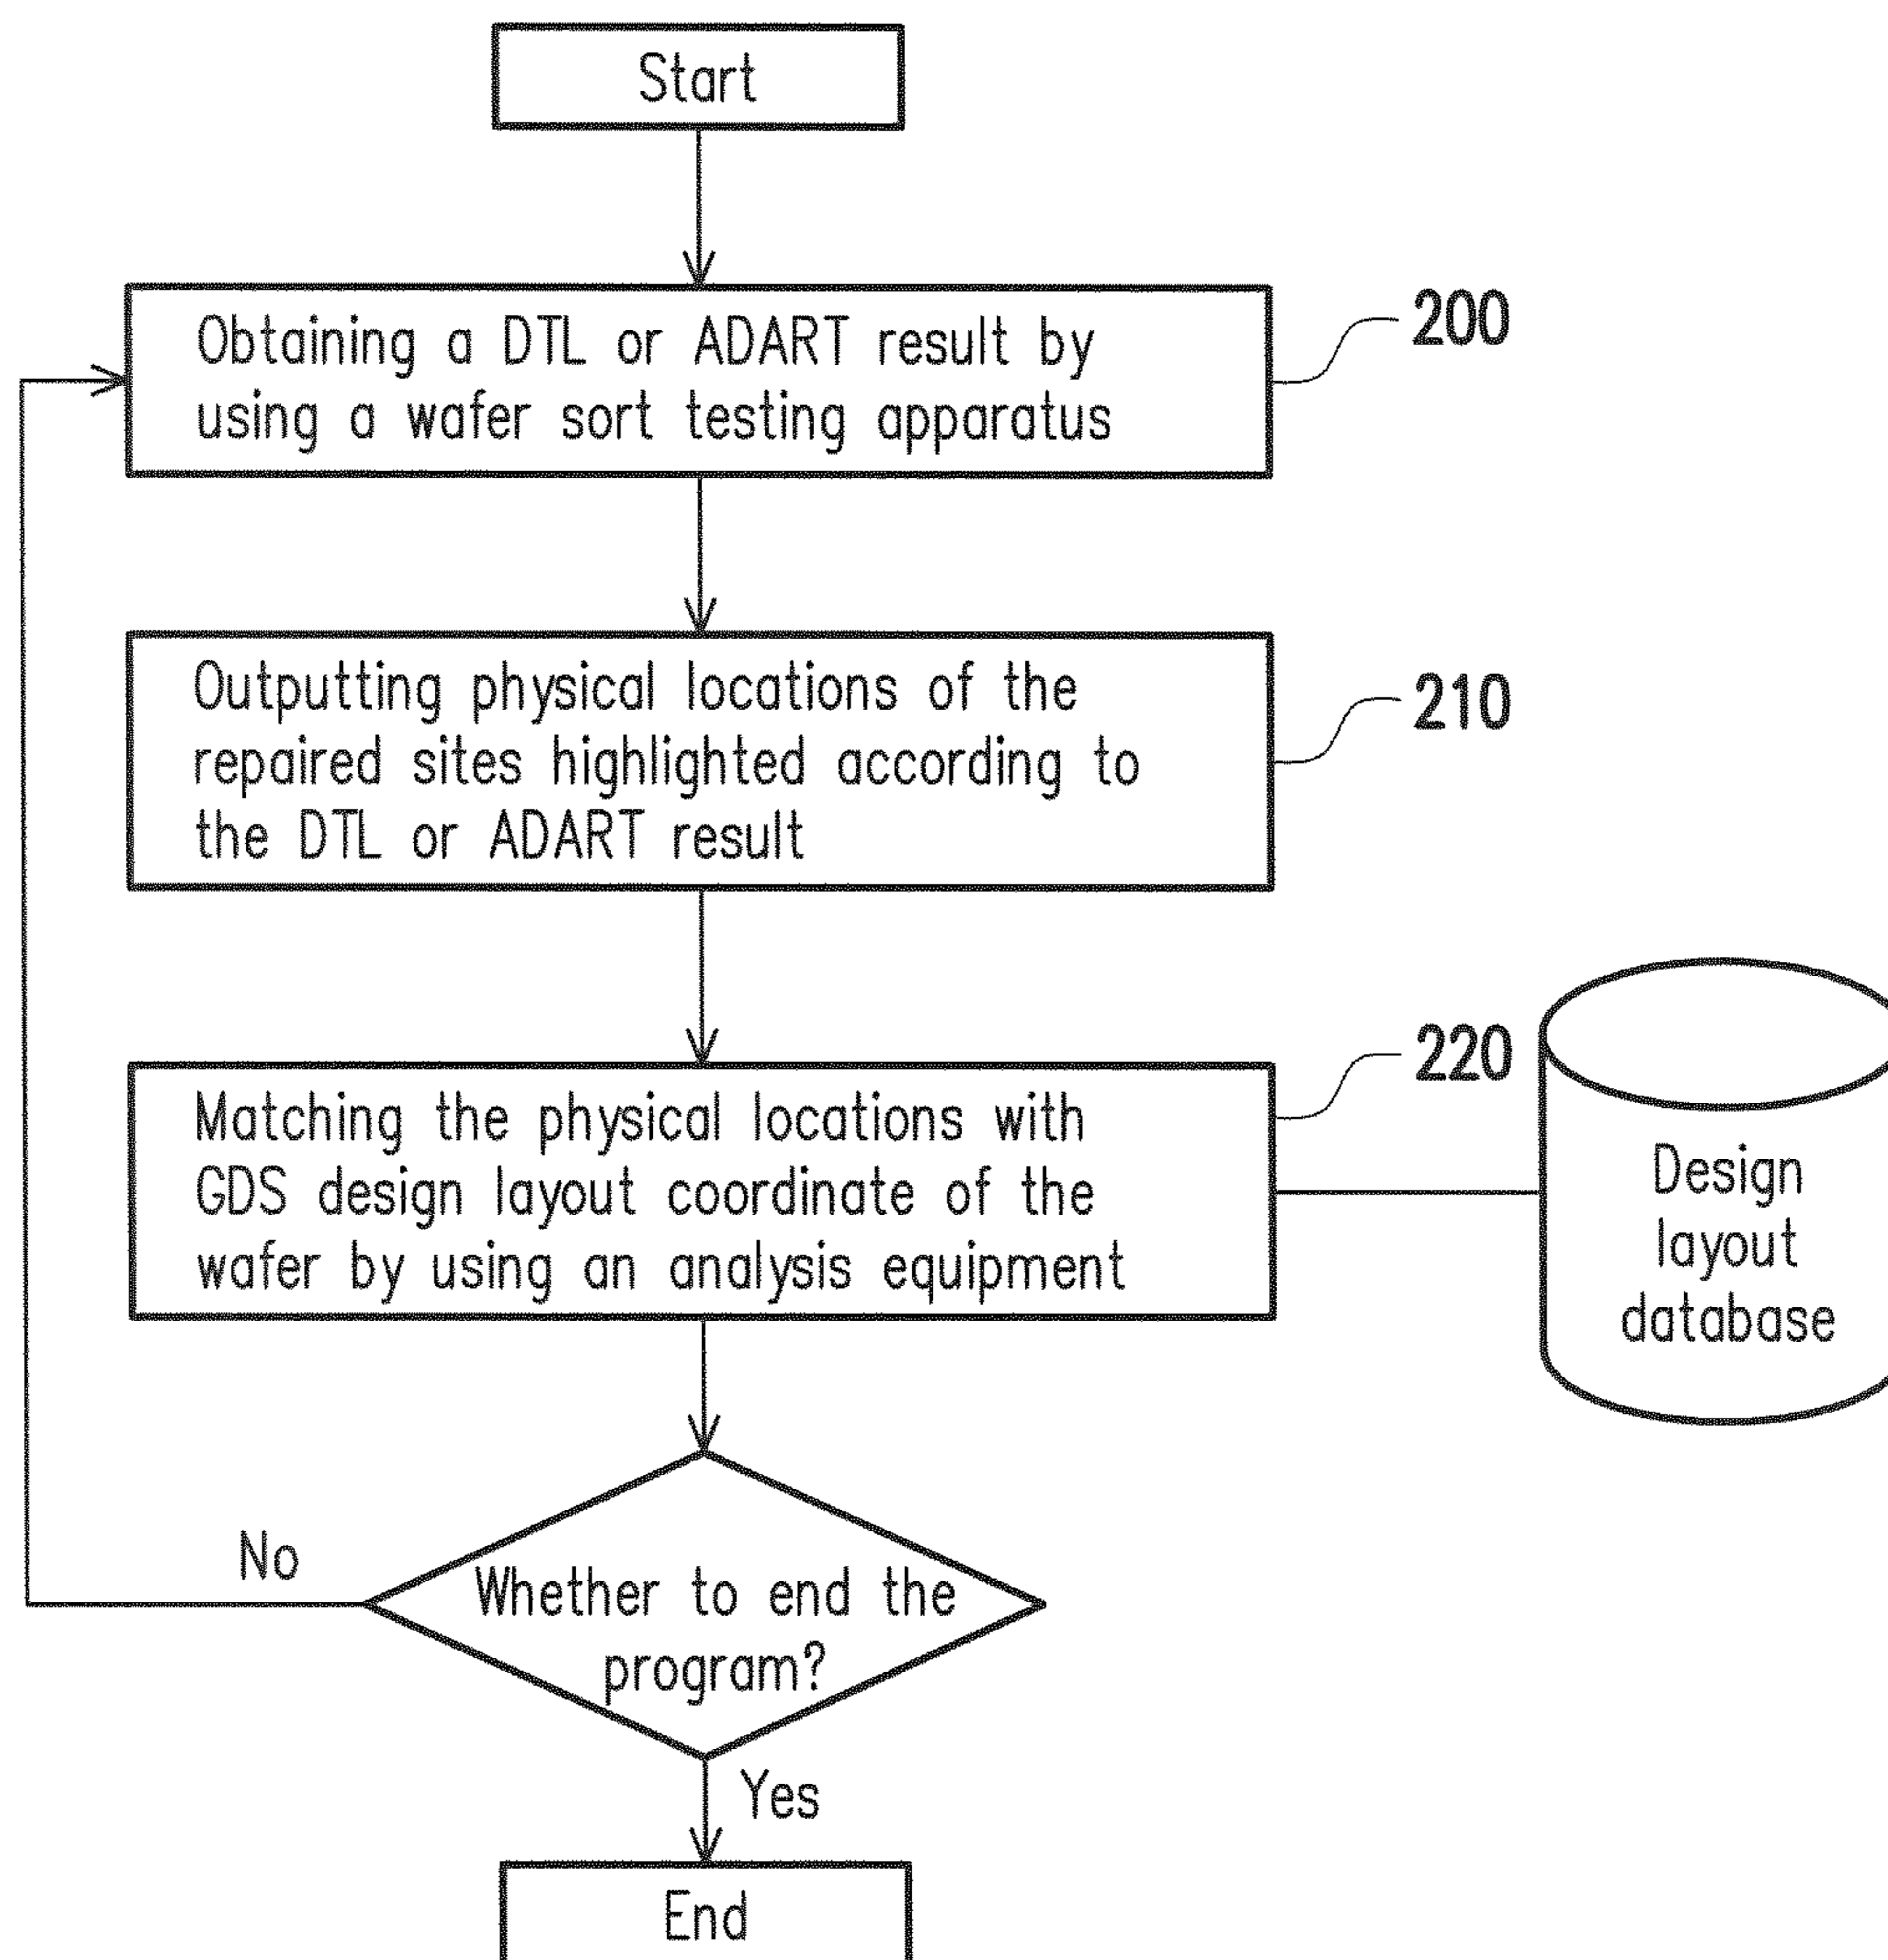 Start
Obtaining a DTL or ADART result by
using a wafer sort testing apparatus
200
Outputting physical locations of the
repaired sites highlighted according to
the DTL or ADART result
210
Matching the physical locations with
GDS design layout coordinate of the
wafer by using an analysis equipment
220
Design
layout
database
No
Whether to end the
program?
Yes
End